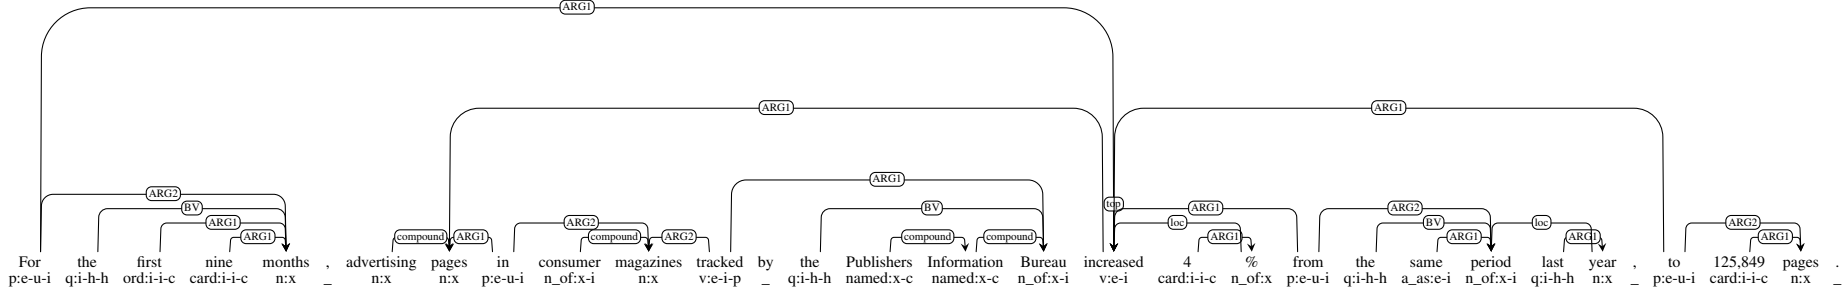 ARG1
ARG1 ARG1
ARG1
ARG2 top
BV BV ARG1 ARG2
ARG1 ARG2 loc BV loc ARG2
ARG1 compound ARG1 compound ARG2 compound compound ARG1 ARG1 ARG1 ARG1
For the first nine months , advertising pages in consumer magazines tracked by the Publishers Information Bureau increased 4 % from the same period last year , to 125,849 pages .
p:e-u-i q:i-h-h ord:i-i-c card:i-i-c n:x _ n:x n:x p:e-u-i n_of:x-i n:x v:e-i-p _ q:i-h-h named:x-c named:x-c n_of:x-i v:e-i card:i-i-c n_of:x p:e-u-i q:i-h-h a_as:e-i n_of:x-i q:i-h-h n:x _ p:e-u-i card:i-i-c n:x _